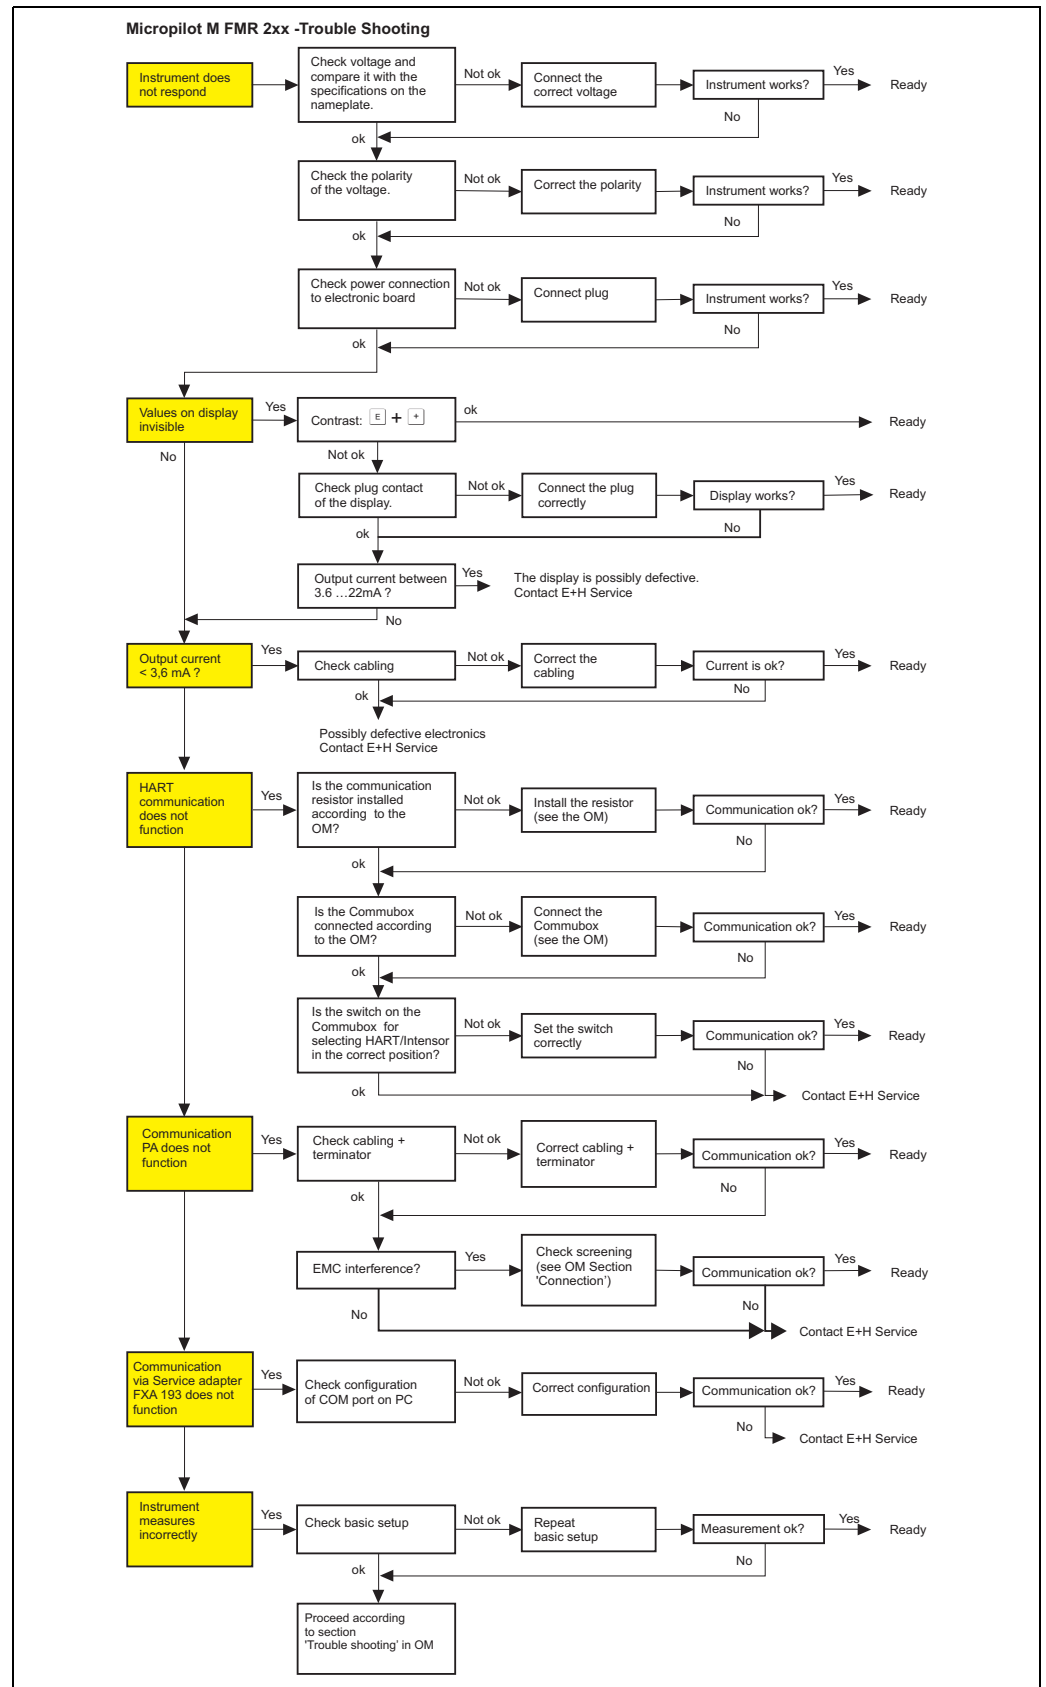 Micropilot M FMR 2xx -Trouble Shooting
Instrument does
not respond
Check voltage and
compare it with the
specifications on the
nameplate.
Not ok
Connect the
correct voltage
Instrument works?
Yes
Ready
No
ok
Check the polarity
of the voltage.
Not ok
Correct the polarity
Instrument works?
Yes
Ready
No
ok
Check power connection
to electronic board
Not ok
Connect plug
Instrument works?
Yes
Ready
No
ok
Values on display
invisible
Yes
Contrast: E + +
ok
Ready
No
Not ok
Check plug contact
of the display.
Not ok
Connect the plug
correctly
Display works?
Yes
Ready
No
ok
Output current between
3.6 ...22mA ?
Yes
The display is possibly defective.
Contact E+H Service
No
Output current
< 3,6 mA ?
Yes
Check cabling
Not ok
Correct the
cabling
Current is ok?
Yes
Ready
No
ok
Possibly defective electronics
Contact E+H Service
HART
communication
does not
function
Yes
Is the communication
resistor installed
according to the
OM?
Not ok
Install the resistor
(see the OM)
Communication ok?
Yes
Ready
No
ok
Is the Commubox
connected according
to the OM?
Not ok
Connect the
Commubox
(see the OM)
Communication ok?
Yes
Ready
No
ok
Is the switch on the
Commubox for
selecting HART/Intensor
in the correct position?
Not ok
Set the switch
correctly
Communication ok?
Yes
Ready
No
ok
Contact E+H Service
Communication
PA does not
function
Yes
Check cabling +
terminator
Not ok
Correct cabling +
terminator
Communication ok?
Yes
Ready
No
ok
EMC interference?
Yes
Check screening
(see OM Section
'Connection')
Communication ok?
Yes
Ready
No
No
Contact E+H Service
Communication
via Service adapter
FXA 193 does not
function
Yes
Check configuration
of COM port on PC
Not ok
Correct configuration
Communication ok?
Yes
Ready
No
Contact E+H Service
Instrument
measures
incorrectly
Yes
Check basic setup
Not ok
Repeat
basic setup
Measurement ok?
Yes
Ready
No
ok
Proceed according
to section
'Trouble shooting' in OM